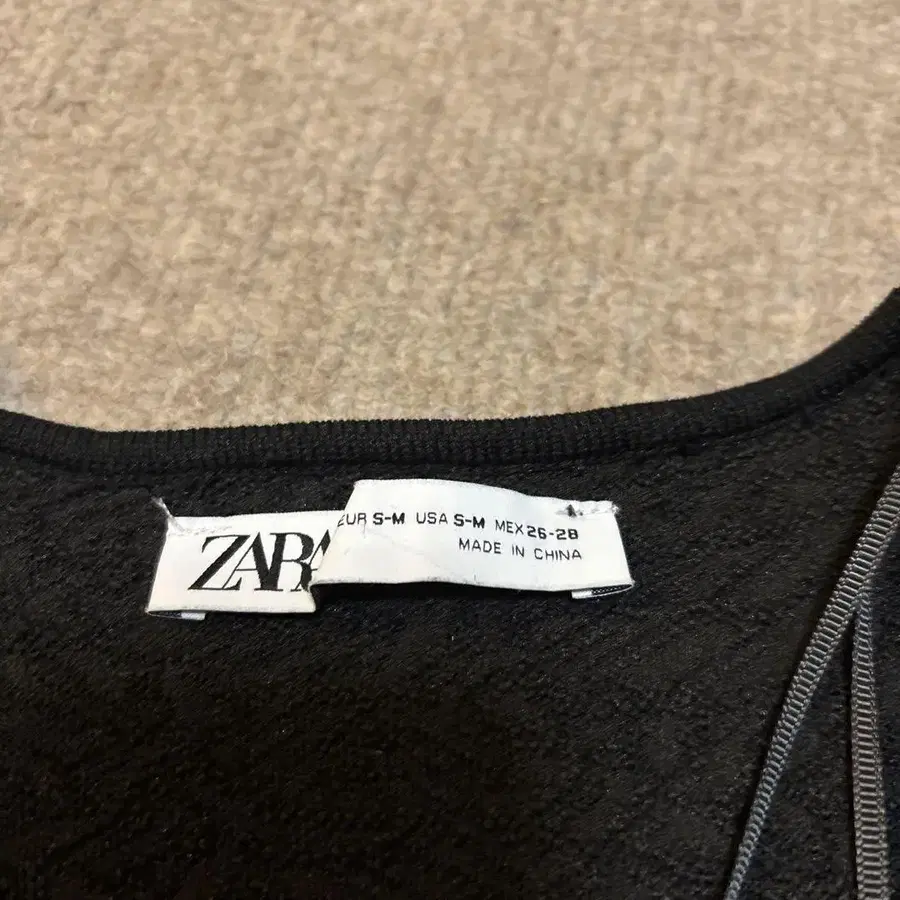 ZARA
EUR S-M USA S-M MEX 26-28
MADE IN CHINA